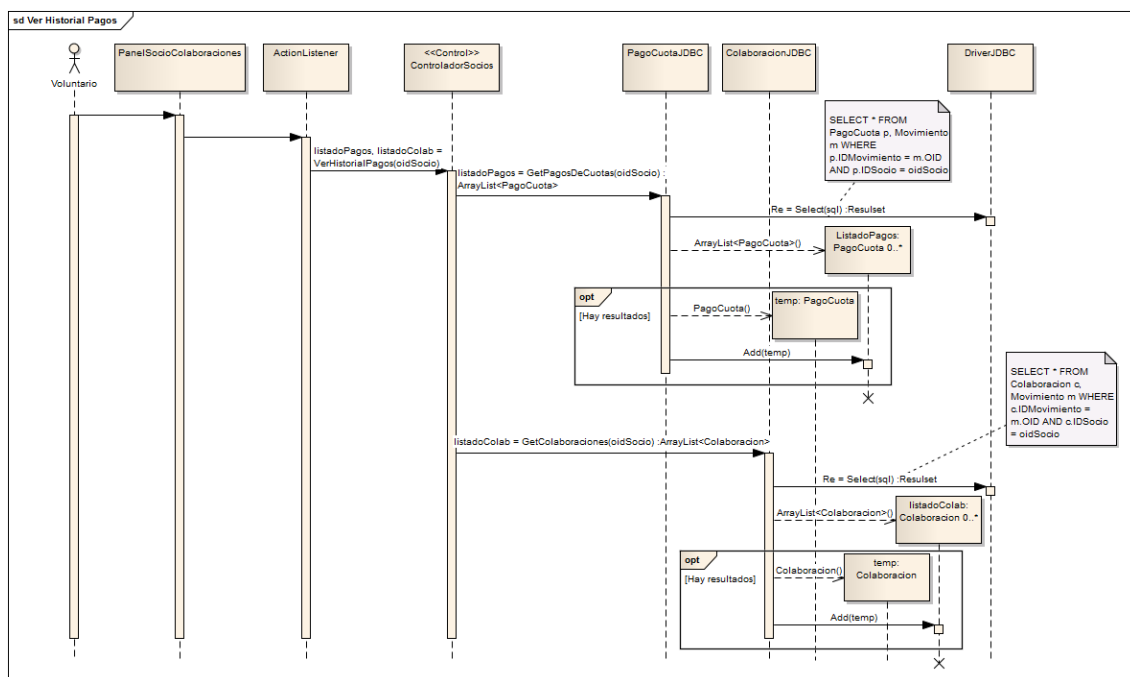 sd Ver Historial Pagos
Voluntario
PanelSocioColaboraciones
ActionListener
<<Control>>
ControladorSocios
PagoCuotaJDBC
ColaboracionJDBC
DriverJDBC
SELECT * FROM
PagoCuota p, Movimiento
m WHERE
p.IDMovimiento = m.OID
AND p.IDSocio = oidSocio
listadoPagos, listadoColab =
VerHistorialPagos(oidSocio)
listadoPagos = GetPagosDeCuotas(oidSocio) :
ArrayList<PagoCuota>
Re = Select(sql) :Resulset
ArrayList<PagoCuota>()
ListadoPagos:
PagoCuota 0..*
opt
[Hay resultados]
PagoCuota()
temp: PagoCuota
Add(temp)
SELECT * FROM
Colaboracion c,
Movimiento m WHERE
c.IDMovimiento =
m.OID AND c.IDSocio
= oidSocio
listadoColab = GetColaboraciones(oidSocio) :ArrayList<Colaboracion>
Re = Select(sql) :Resulset
ArrayList<Colaboracion>()
listadoColab:
Colaboracion 0..*
opt
[Hay resultados]
Colaboracion()
temp:
Colaboracion
Add(temp)